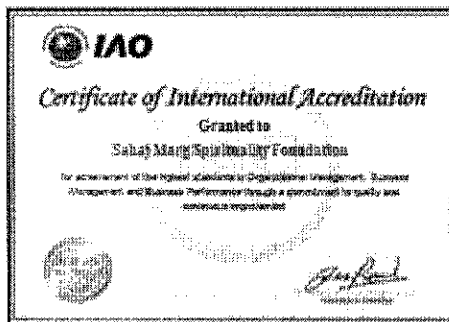 IAO
Certificate of International Accreditation
Granted to
Sahaj Marg Spirituality Foundation
for achievement of the highest standards in Organizational Management, Business
Management, and Business Performance through a commitment to quality and
continuous improvement